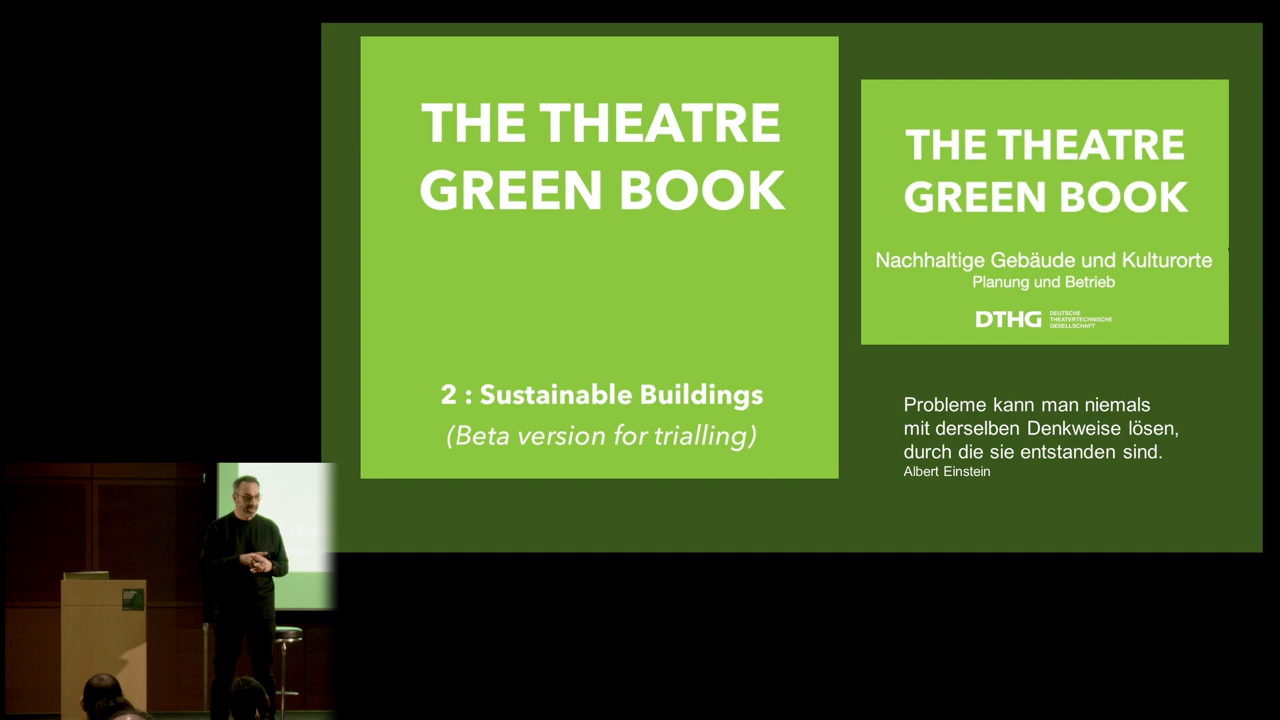 THE THEATRE
GREEN BOOK
2 : Sustainable Buildings
(Beta version for trialling)
THE THEATRE
GREEN BOOK
Nachhaltige Gebäude und Kulturorte
Planung und Betrieb
DTHG
DEUTSCHE
THEATERTECHNISCHE
GESELLSCHAFT
Probleme kann man niemals
mit derselben Denkweise lösen,
durch die sie entstanden sind.
Albert Einstein